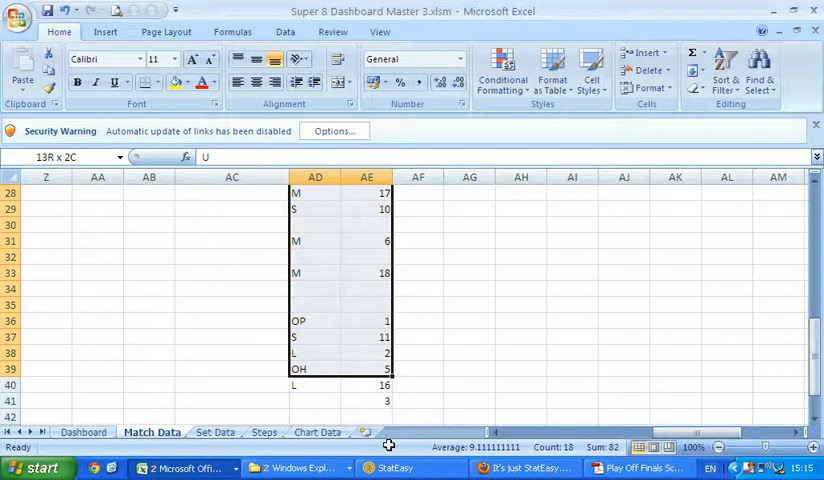 Super 8 Dashboard Master 3.xlsm - Microsoft Excel
Home Insert Page Layout Formulas Data Review View
Calibri 11 General Insert Σ
Paste Conditional Format Cell Delete Sort & Find &
B I U % , Formatting as Table Styles Format Filter Select
Clipboard Font Alignment Number Styles Cells Editing
Security Warning Automatic update of links has been disabled Options...
13R x 2C fx U
Z AA AB AC AD AE AF AG AH AI AJ AK AL AM
28 M 17
29 S 10
30
31 M 6
32
33 M 18
34
35
36 OP 1
37 S 11
38 L 2
39 OH 5
40 L 16
41 3
42
Dashboard Match Data Set Data Steps Chart Data
Ready Average: 9.111111111 Count: 18 Sum: 82 100%
start 2 Microsoft Offi... 2 Windows Expl... StatEasy It's just StatEasy.... Play Off Finals Sc... EN 15:15